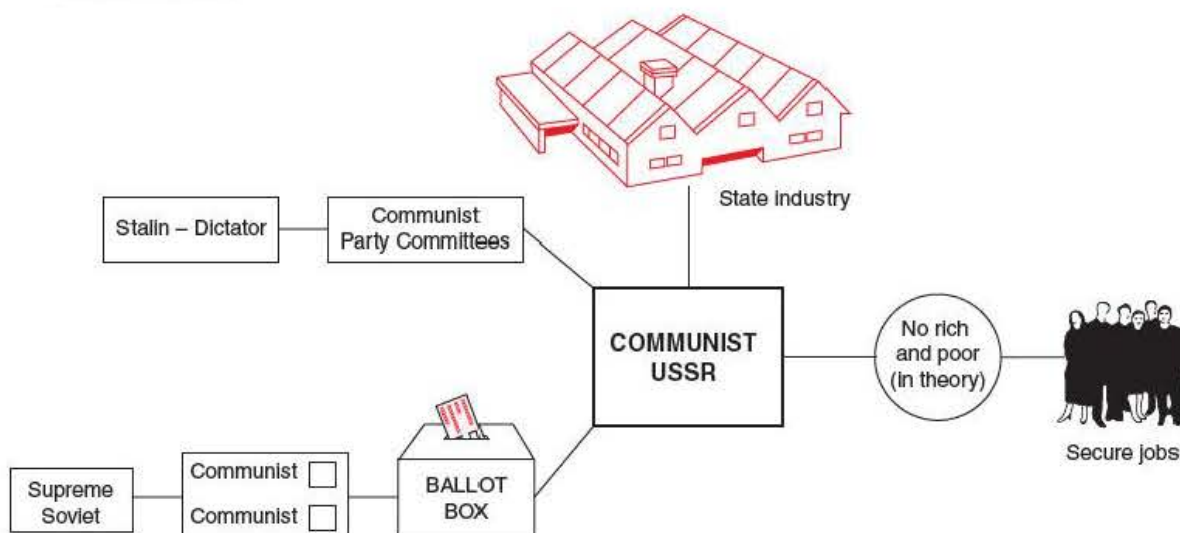 State industry
Stalin – Dictator
Communist
Party Committees
COMMUNIST
USSR
No rich
and poor
(in theory)
Secure jobs
Supreme
Soviet
Communist
Communist
BALLOT
BOX